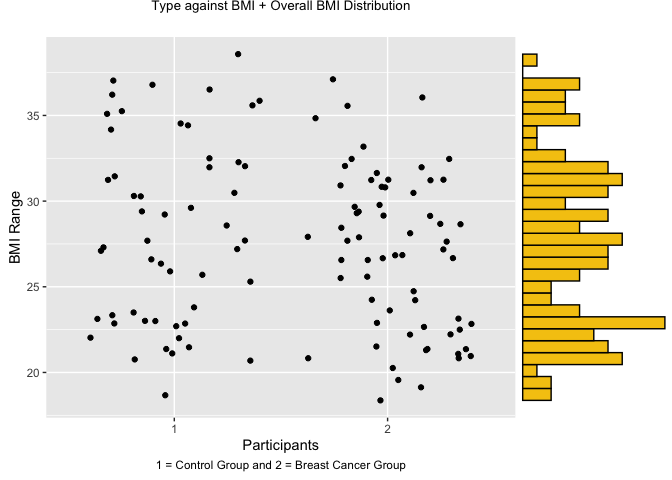 Type against BMI + Overall BMI Distribution
35
30
25
20
BMI Range
1
2
Participants
1 = Control Group and 2 = Breast Cancer Group